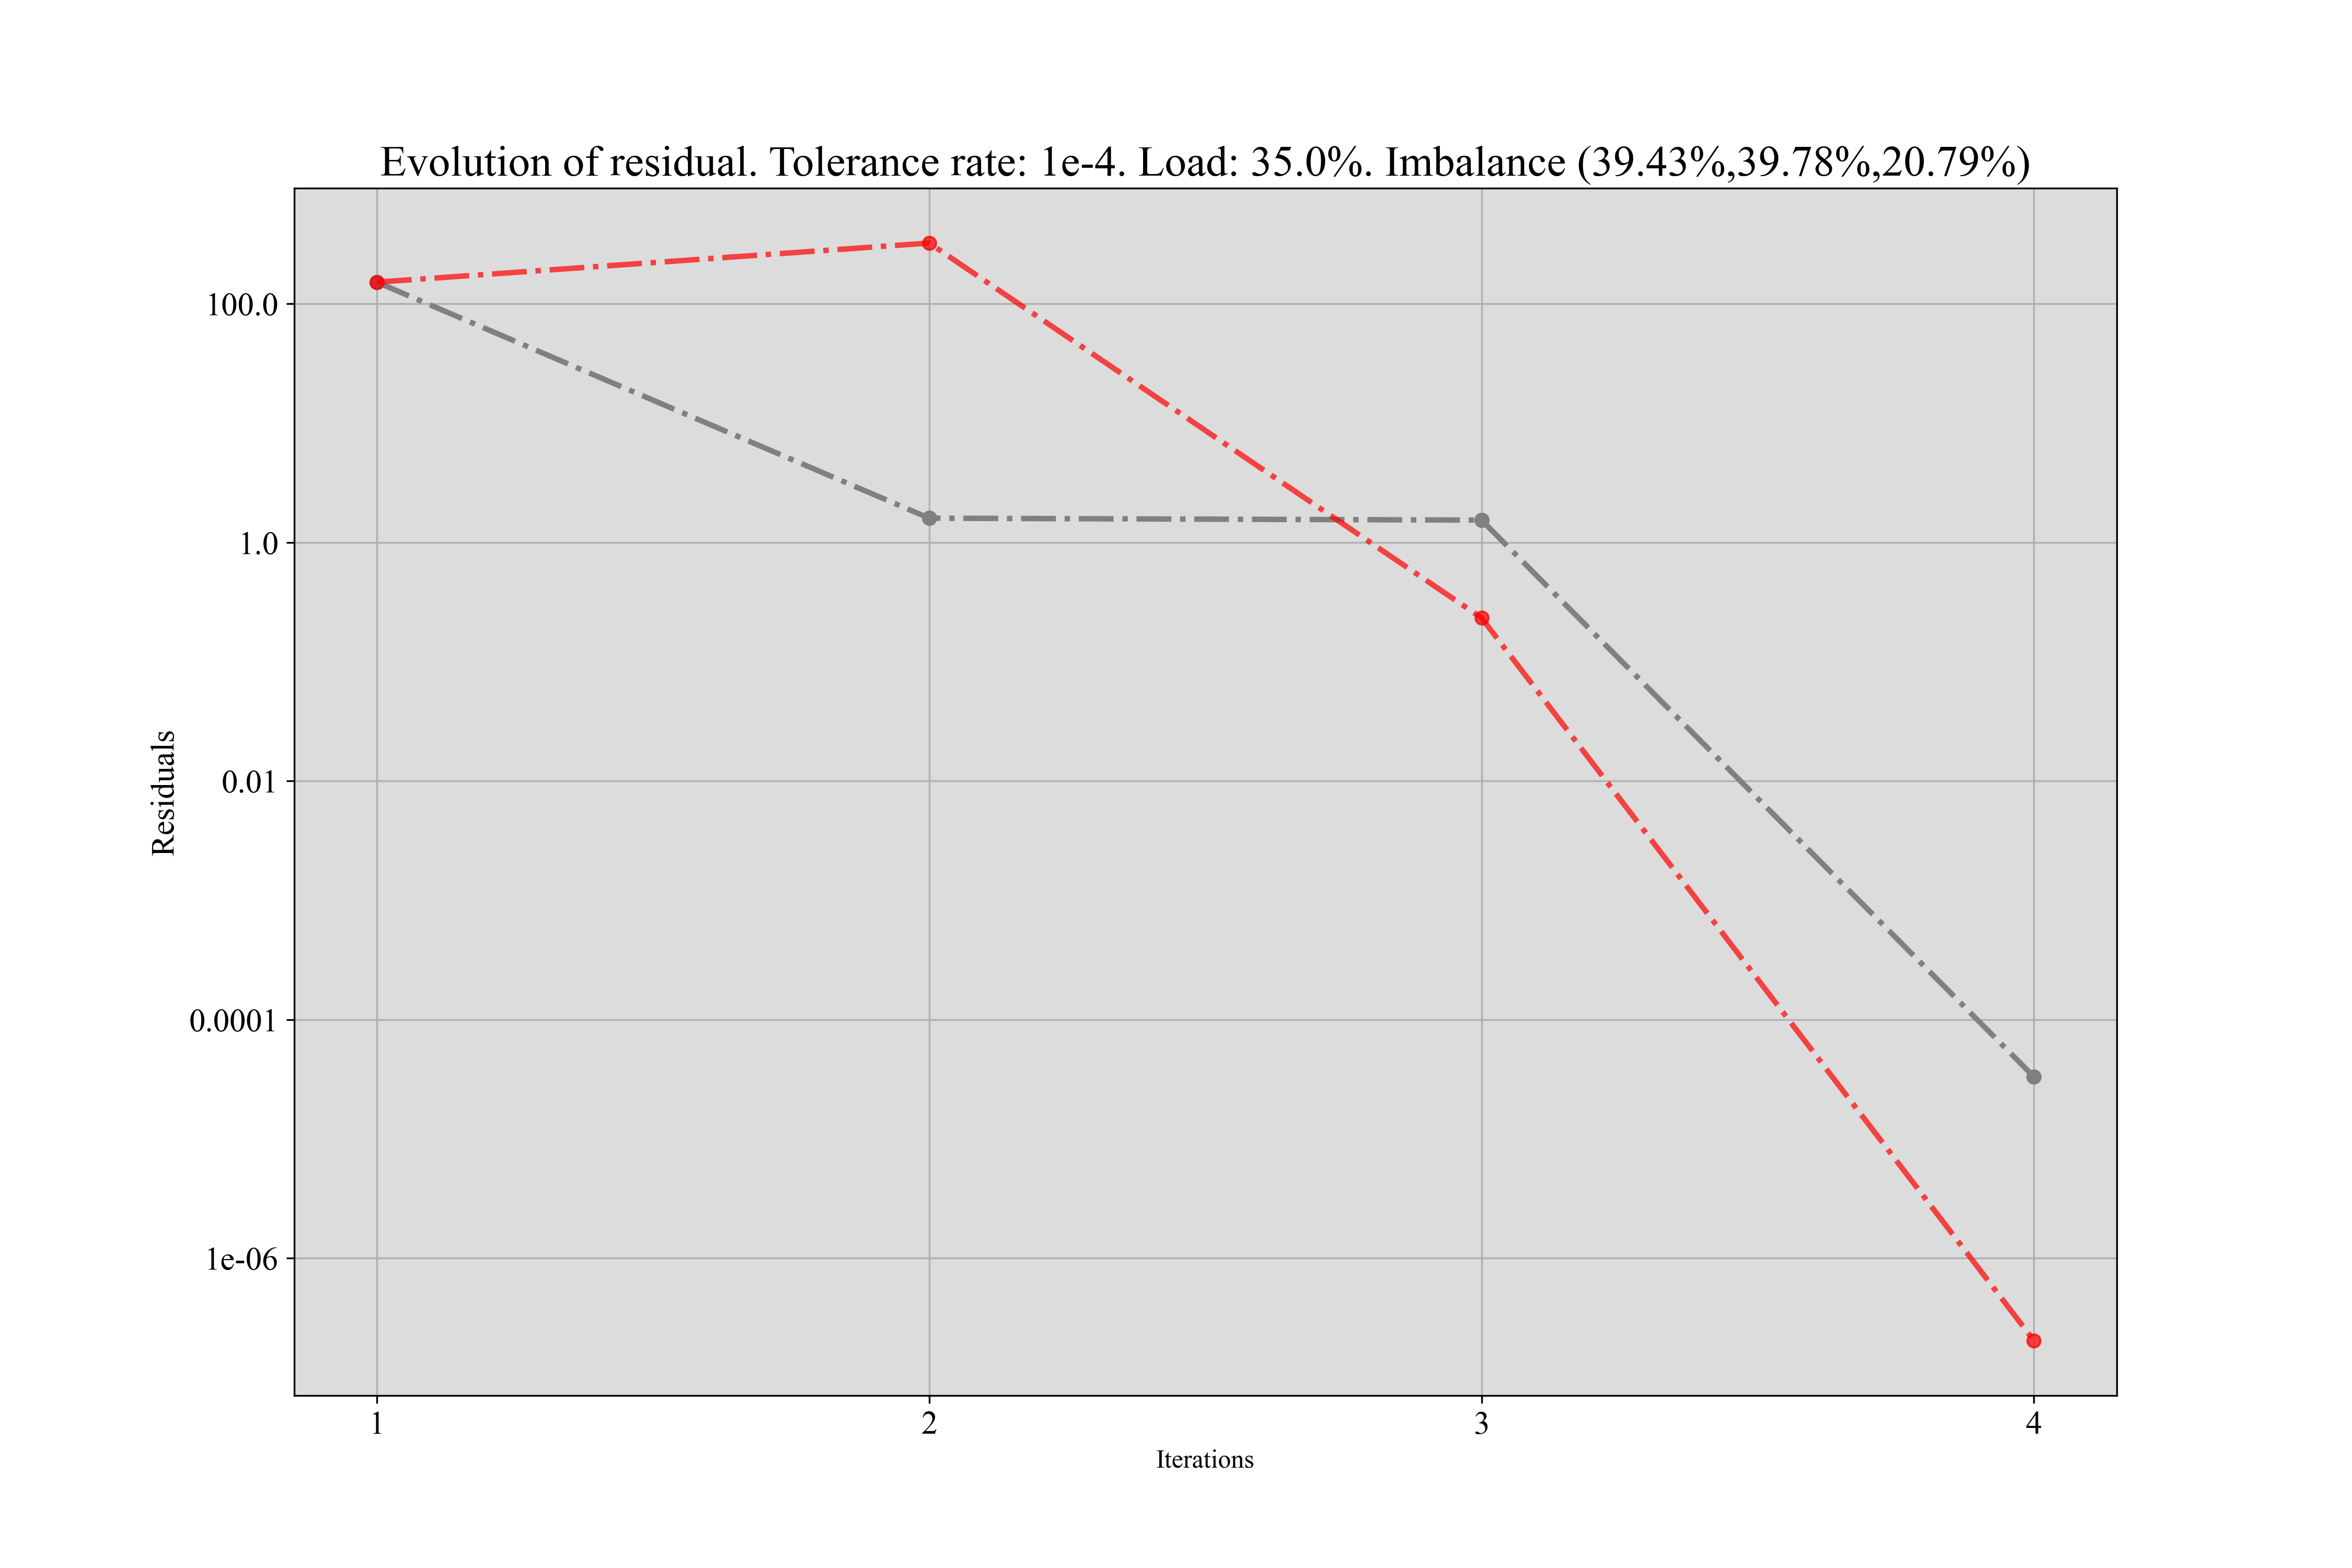 Evolution of residual. Tolerance rate: 1e-4. Load: 35.0%. Imbalance (39.43%,39.78%,20.79%)
100.0
1.0
0.01
0.0001
1e-06
Residuals
1 2 3 4
Iterations